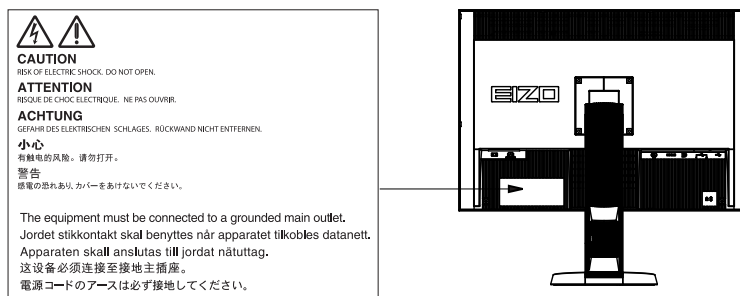 CAUTION
RISK OF ELECTRIC SHOCK. DO NOT OPEN.
ATTENTION
RISQUE DE CHOC ELECTRIQUE. NE PAS OUVRIR.
ACHTUNG
GEFAHR DES ELEKTRISCHEN SCHLAGES. RÜCKWAND NICHT ENTFERNEN.
小心
有触电的风险。请勿打开。
警告
感電の恐れあり、カバーをあけないでください。
The equipment must be connected to a grounded main outlet.
Jordet stikkontakt skal benyttes når apparatet tilkobles datanett.
Apparaten skall anslutas till jordat nätuttag.
这设备必须连接至接地主插座。
電源コードのアースは必ず接地してください。
EIZO